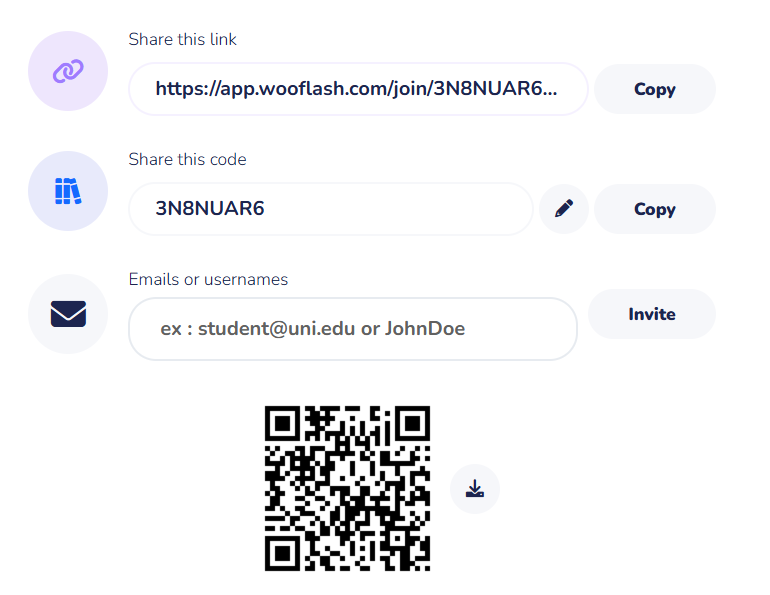 Share this link
https://app.wooflash.com/join/3N8NUAR6...
Copy
Share this code
3N8NUAR6
Copy
Emails or usernames
ex : student@uni.edu or JohnDoe
Invite